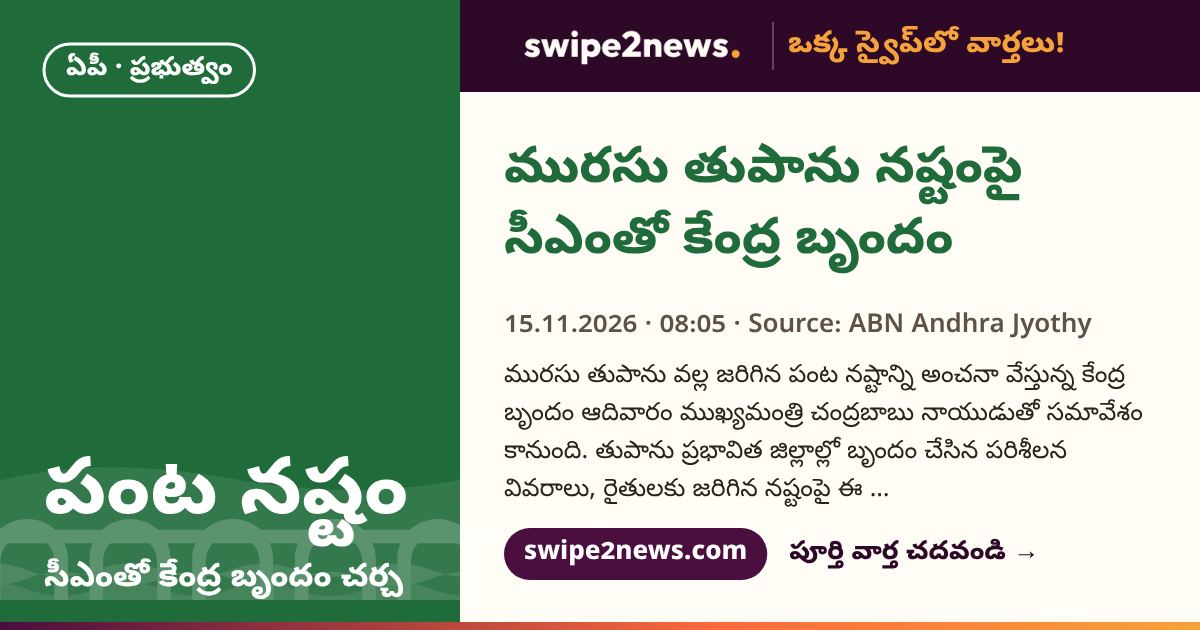 ఏపీ · ప్రభుత్వం
పంట నష్టం
సీఎంతో కేంద్ర బృందం చర్చ
swipe2news.
ఒక్క స్వైప్‌లో వార్తలు!
మురసు తుపాను నష్టంపై
సీఎంతో కేంద్ర బృందం
15.11.2026 · 08:05 · Source: ABN Andhra Jyothy
మురసు తుపాను వల్ల జరిగిన పంట నష్టాన్ని అంచనా వేస్తున్న కేంద్ర
బృందం ఆదివారం ముఖ్యమంత్రి చంద్రబాబు నాయుడుతో సమావేశం
కానుంది. తుపాను ప్రభావిత జిల్లాల్లో బృందం చేసిన పరిశీలన
వివరాలు, రైతులకు జరిగిన నష్టంపై ఈ ...
swipe2news.com
పూర్తి వార్త చదవండి →